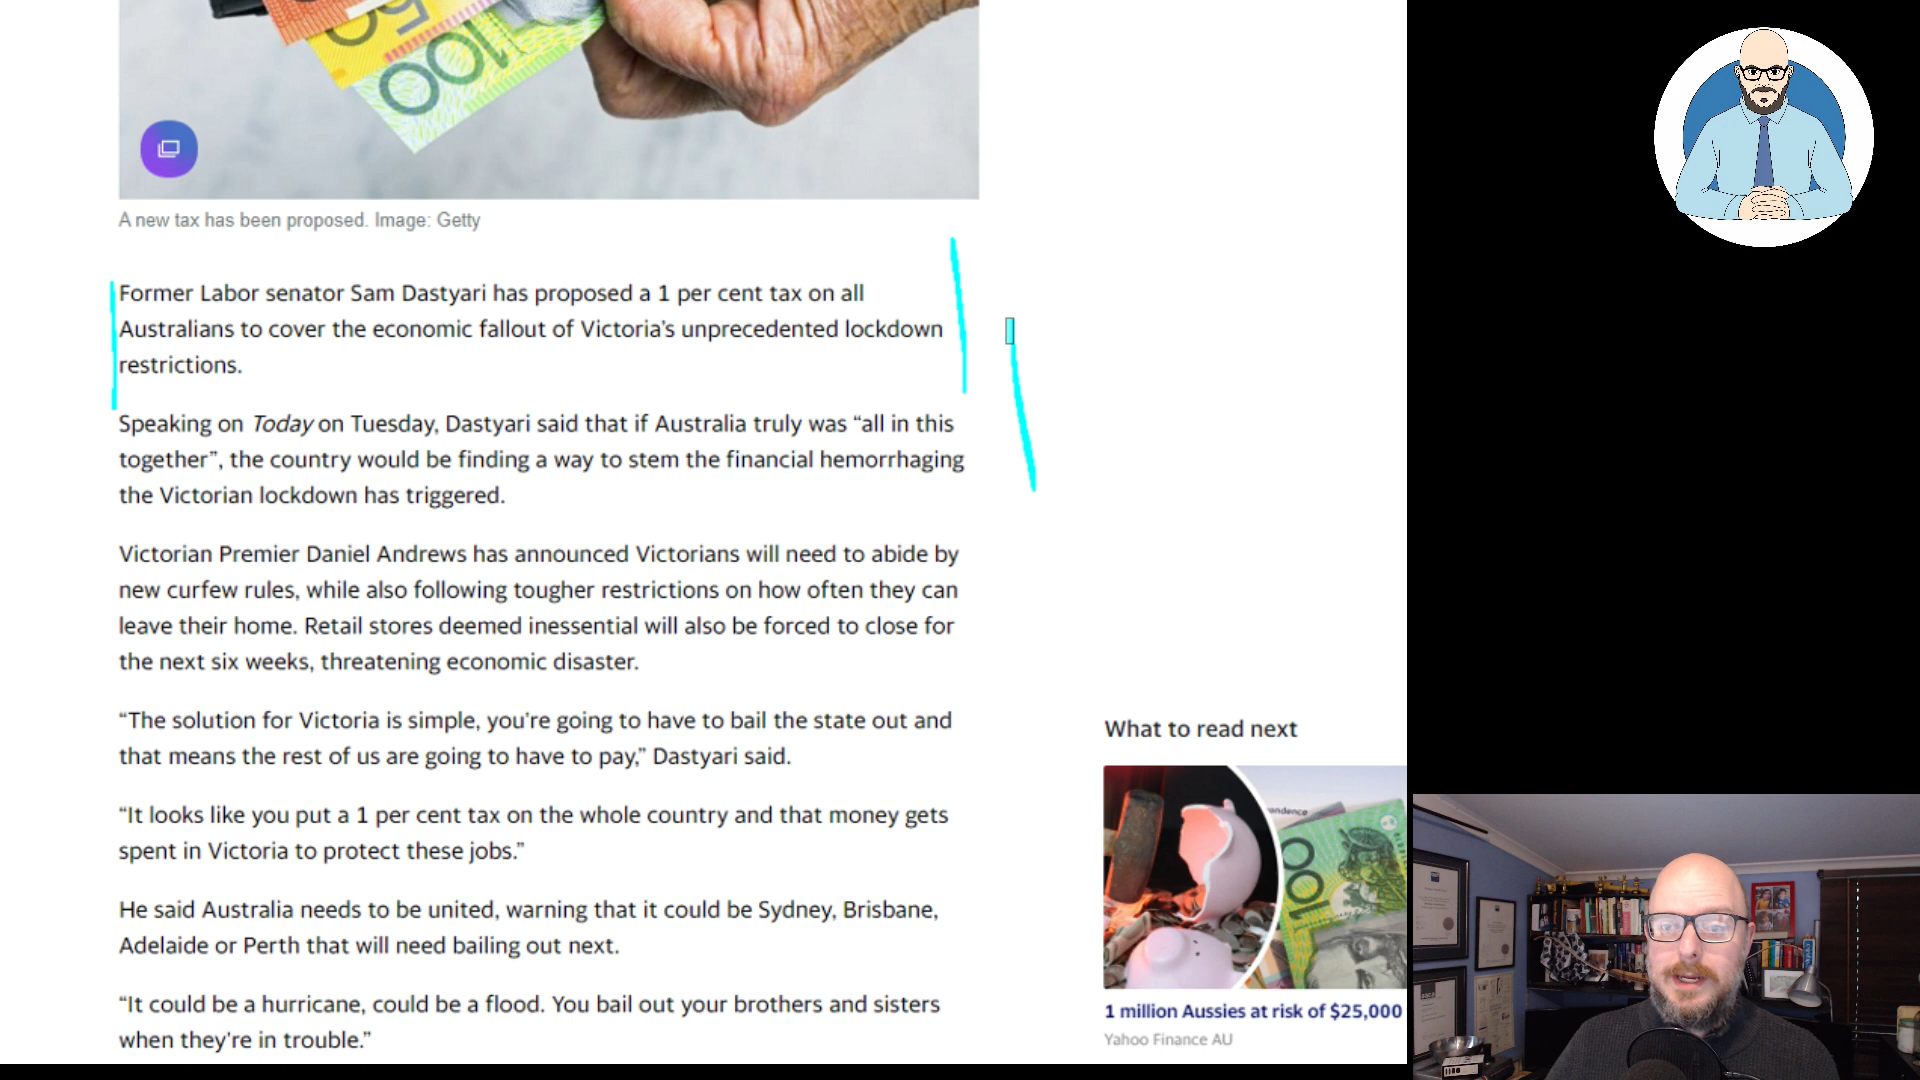 50
100
A new tax has been proposed. Image: Getty
Former Labor senator Sam Dastyari has proposed a 1 per cent tax on all
Australians to cover the economic fallout of Victoria’s unprecedented lockdown
restrictions.
Speaking on Today on Tuesday, Dastyari said that if Australia truly was “all in this
together”, the country would be finding a way to stem the financial hemorrhaging
the Victorian lockdown has triggered.
Victorian Premier Daniel Andrews has announced Victorians will need to abide by
new curfew rules, while also following tougher restrictions on how often they can
leave their home. Retail stores deemed inessential will also be forced to close for
the next six weeks, threatening economic disaster.
“The solution for Victoria is simple, you’re going to have to bail the state out and
that means the rest of us are going to have to pay,” Dastyari said.
“It looks like you put a 1 per cent tax on the whole country and that money gets
spent in Victoria to protect these jobs.”
He said Australia needs to be united, warning that it could be Sydney, Brisbane,
Adelaide or Perth that will need bailing out next.
“It could be a hurricane, could be a flood. You bail out your brothers and sisters
when they’re in trouble.”
What to read next
100
1 million Aussies at risk of $25,000
Yahoo Finance AU